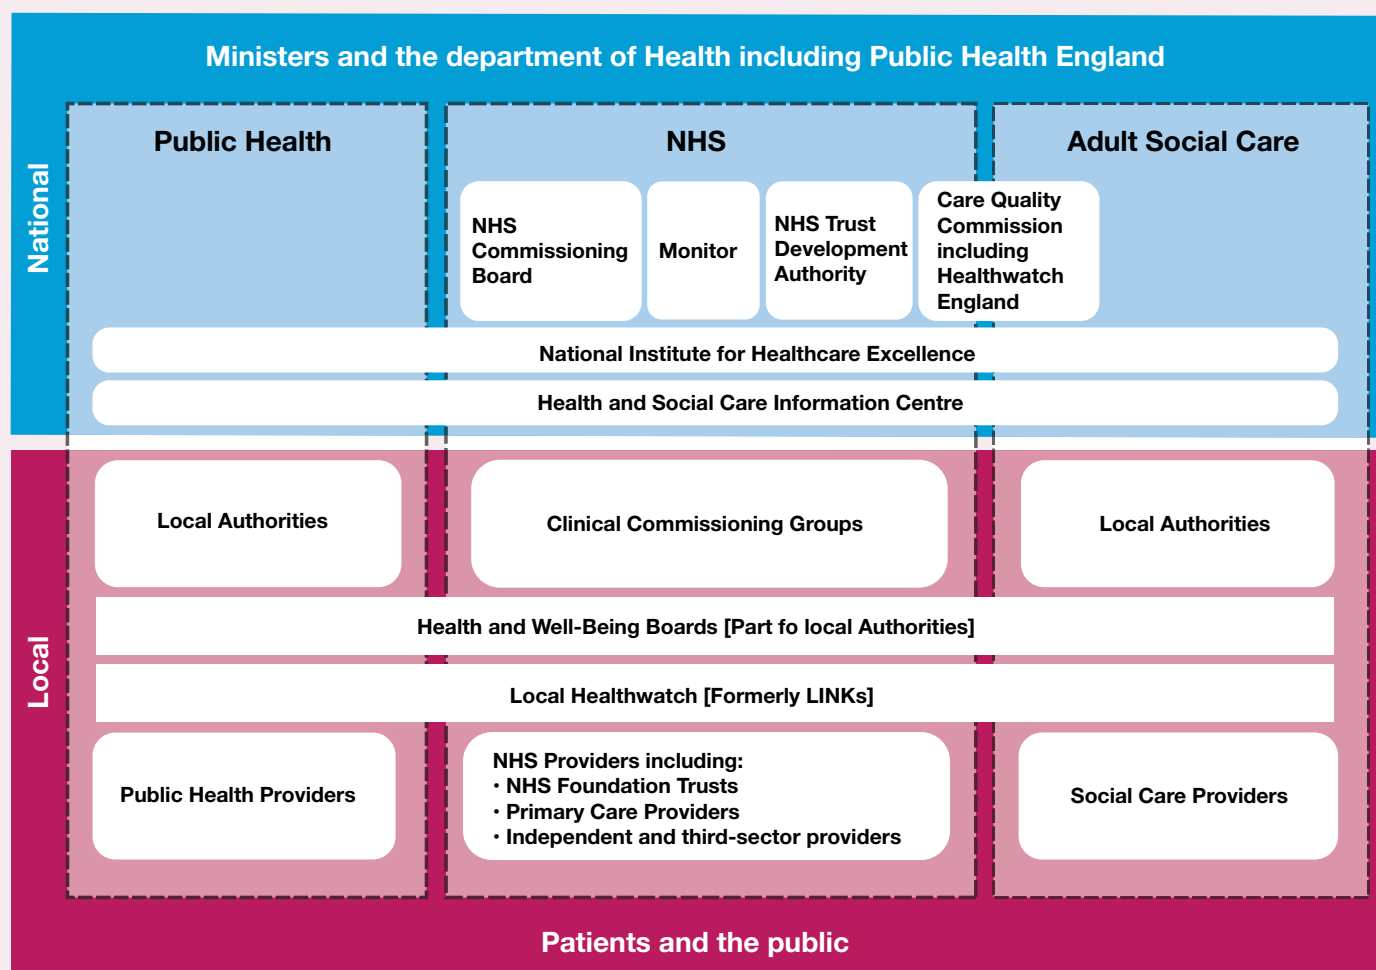 Ministers and the department of Health including Public Health England
National
Public Health
NHS
Adult Social Care
NHS
Commissioning
Board
Monitor
NHS Trust
Development
Authority
Care Quality
Commission
including
Healthwatch
England
National Institute for Healthcare Excellence
Health and Social Care Information Centre
Local
Local Authorities
Clinical Commissioning Groups
Local Authorities
Health and Well-Being Boards [Part fo local Authorities]
Local Healthwatch [Formerly LINKs]
Public Health Providers
NHS Providers including:
· NHS Foundation Trusts
· Primary Care Providers
· Independent and third-sector providers
Social Care Providers
Patients and the public